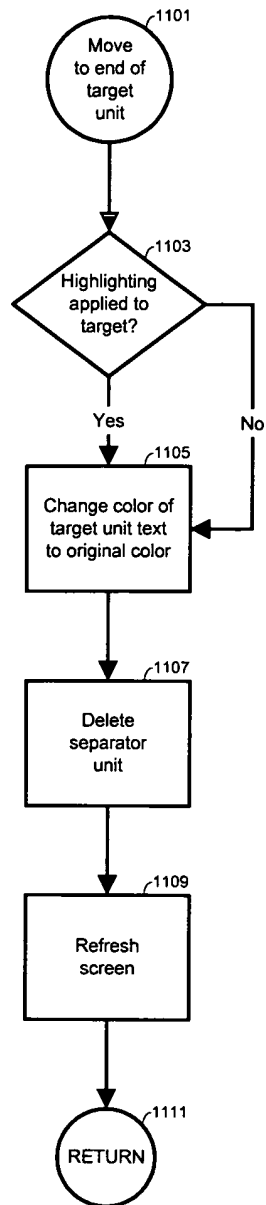 1101
Move
to end of
target
unit
1103
Highlighting
applied to
target?
Yes
No
1105
Change color of
target unit text
to original color
1107
Delete
separator
unit
1109
Refresh
screen
1111
RETURN